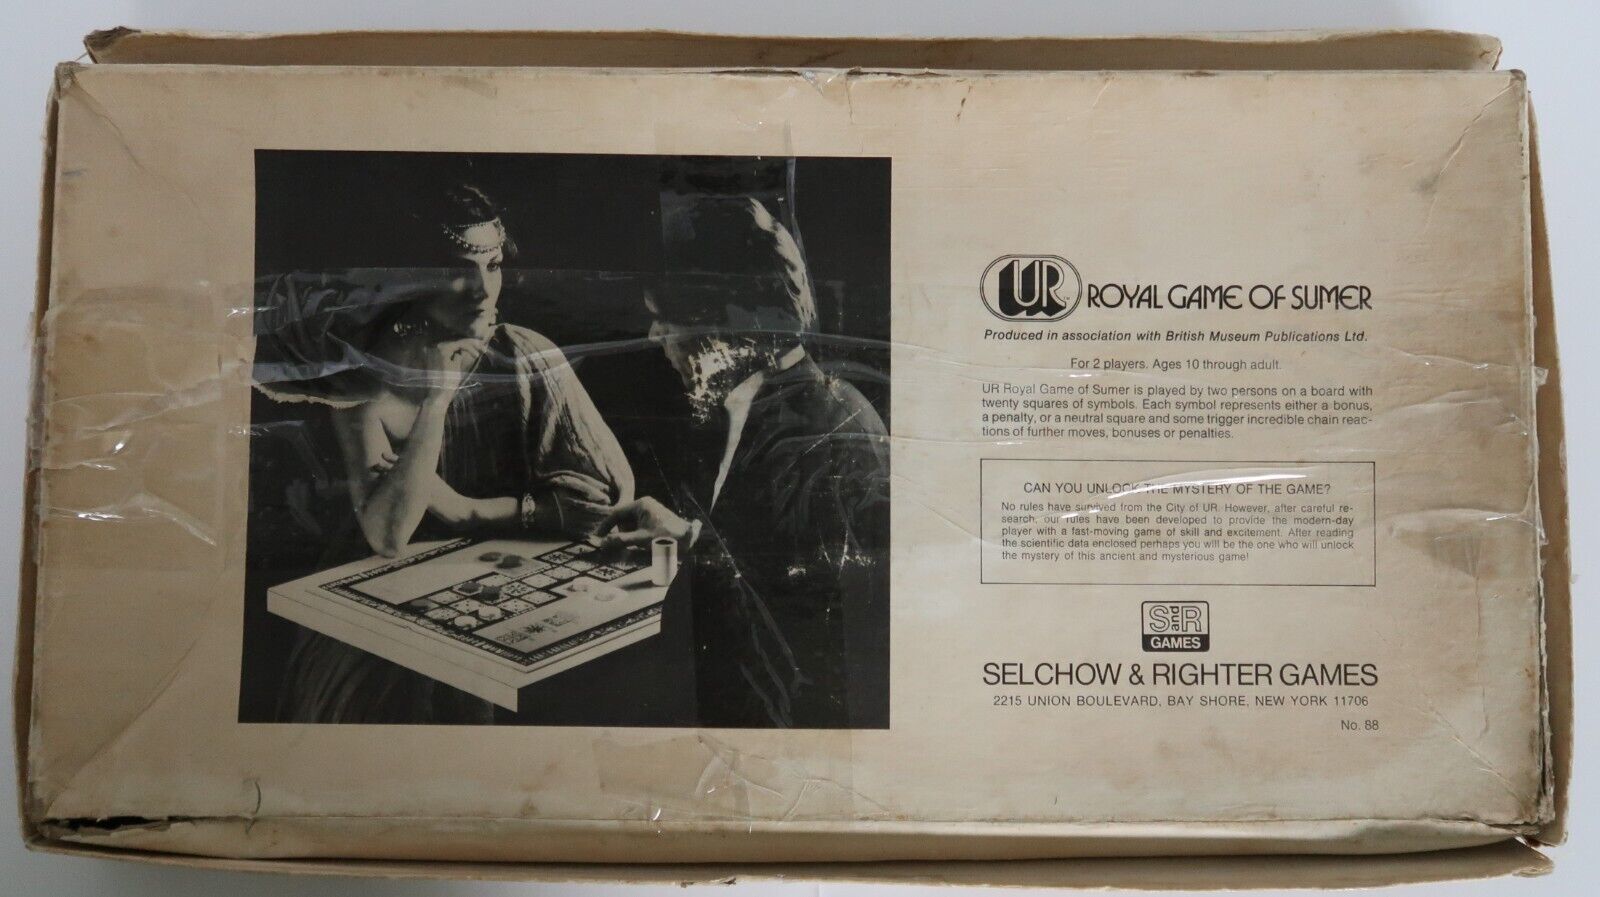 UR™ ROYAL GAME OF SUMER
Produced in association with British Museum Publications Ltd.
For 2 players. Ages 10 through adult.
UR Royal Game of Sumer is played by two persons on a board with
twenty squares of symbols. Each symbol represents either a bonus,
a penalty, or a neutral square and some trigger incredible chain reac-
tions of further moves, bonuses or penalties.
CAN YOU UNLOCK THE MYSTERY OF THE GAME?
No rules have survived from the City of UR. However, after careful re-
search, our rules have been developed to provide the modern-day
player with a fast-moving game of skill and excitement. After reading
the scientific data enclosed perhaps you will be the one who will unlock
the mystery of this ancient and mysterious game!
S and R
GAMES
SELCHOW & RIGHTER GAMES
2215 UNION BOULEVARD, BAY SHORE, NEW YORK 11706
No. 88